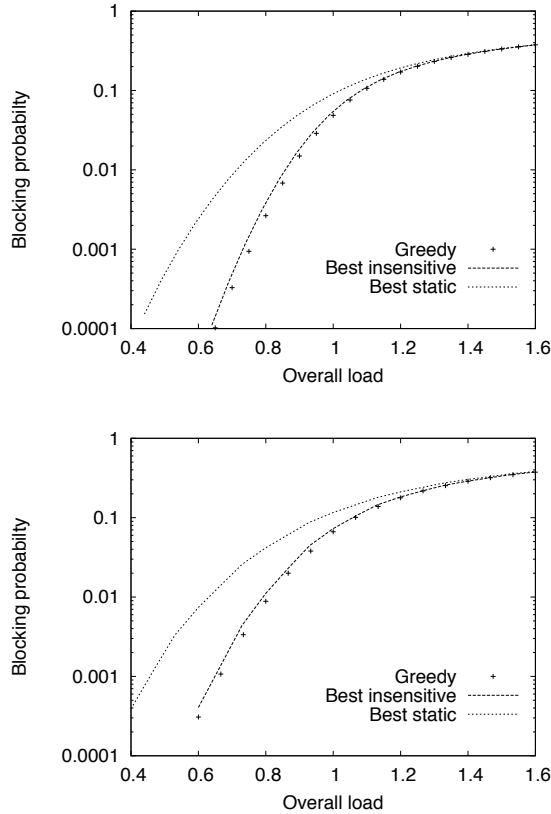 1
0.1
0.01
0.001
0.0001
Blocking probabilty
Greedy
Best insensitive
Best static
0.4 0.6 0.8 1 1.2 1.4 1.6
Overall load
1
0.1
0.01
0.001
0.0001
Blocking probabilty
Greedy
Best insensitive
Best static
0.4 0.6 0.8 1 1.2 1.4 1.6
Overall load